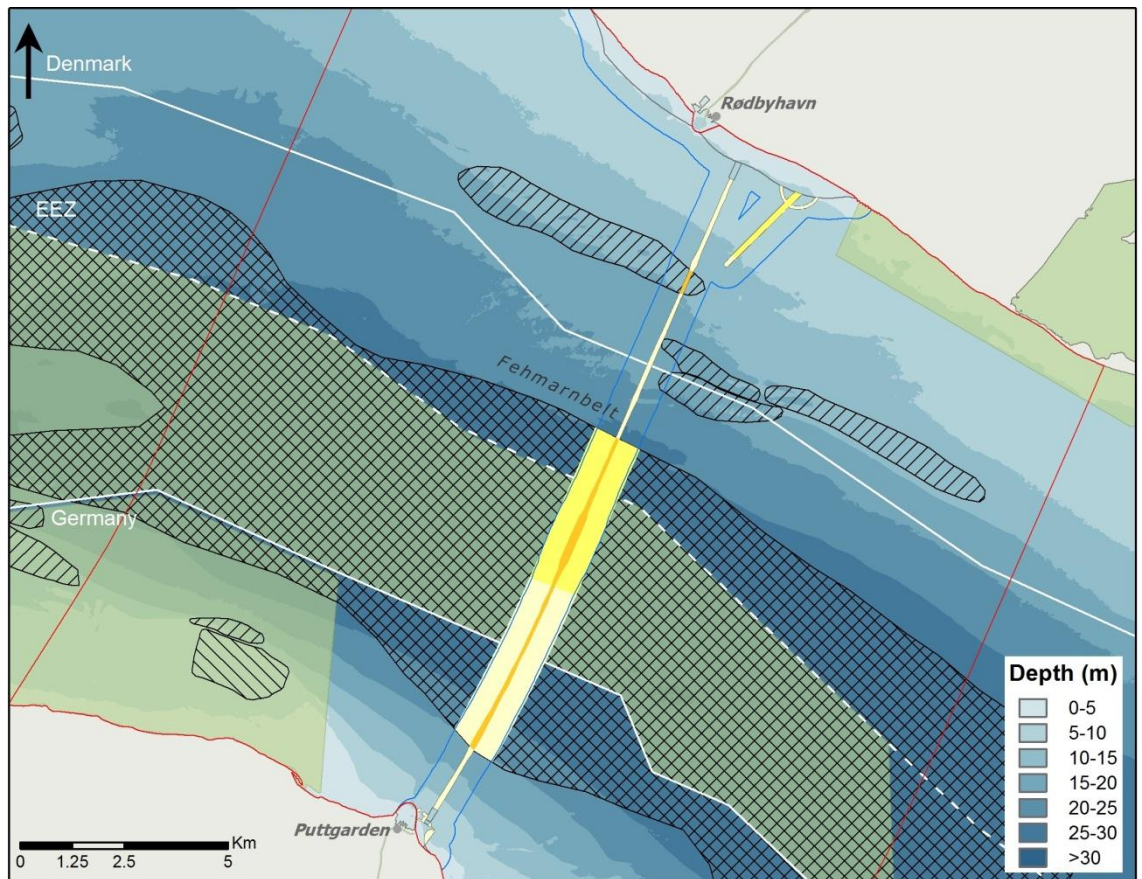 Denmark
Rødbyhavn
EEZ
Fehmarnbelt
Germany
Puttgarden
Km
0 1.25 2.5 5
Depth (m)
0-5
5-10
10-15
15-20
20-25
25-30
>30